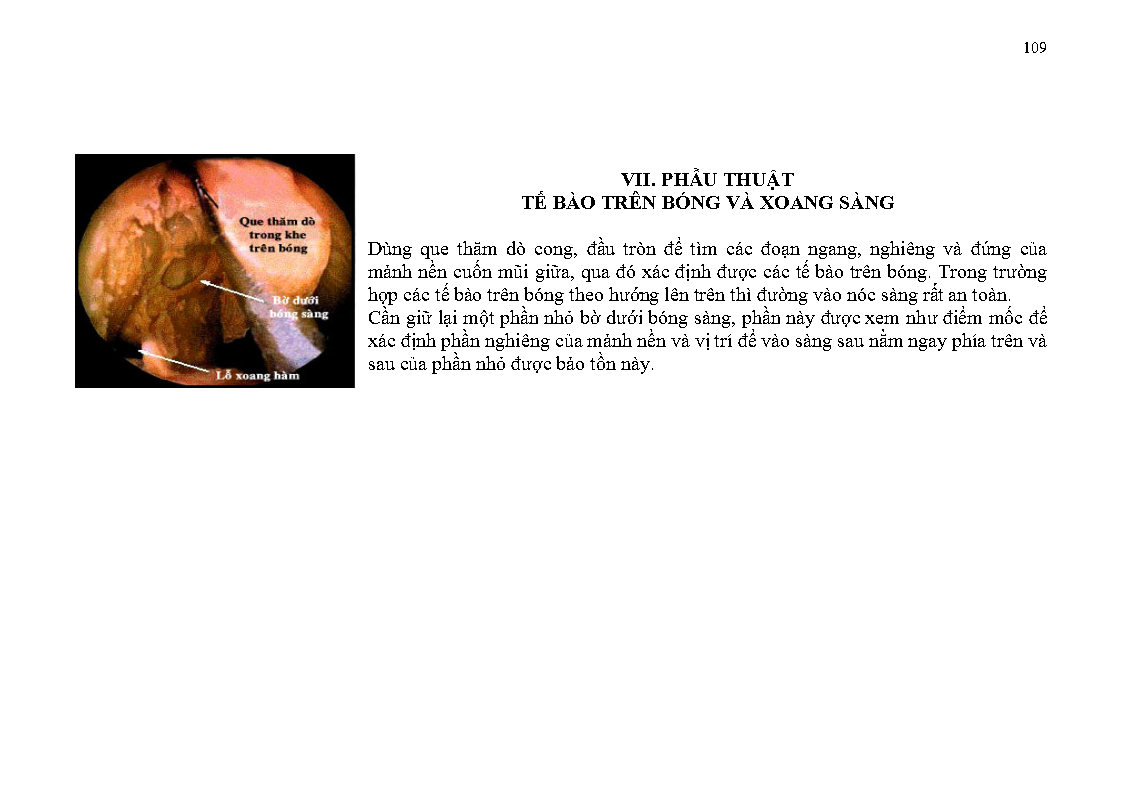 109
Que thăm dò
trong khe
trên bóng
Bờ dưới
bóng sàng
Lỗ xoang hàm
VII. PHẪU THUẬT
TẾ BÀO TRÊN BÓNG VÀ XOANG SÀNG
Dùng que thăm dò cong, đầu tròn để tìm các đoạn ngang, nghiêng và đứng của
mảnh nền cuốn mũi giữa, qua đó xác định được các tế bào trên bóng. Trong trường
hợp các tế bào trên bóng theo hướng lên trên thì đường vào nóc sàng rất an toàn.
Cần giữ lại một phần nhỏ bờ dưới bóng sàng, phần này được xem như điểm mốc để
xác định phần nghiêng của mảnh nền và vị trí để vào sàng sau nằm ngay phía trên và
sau của phần nhỏ được bảo tồn này.